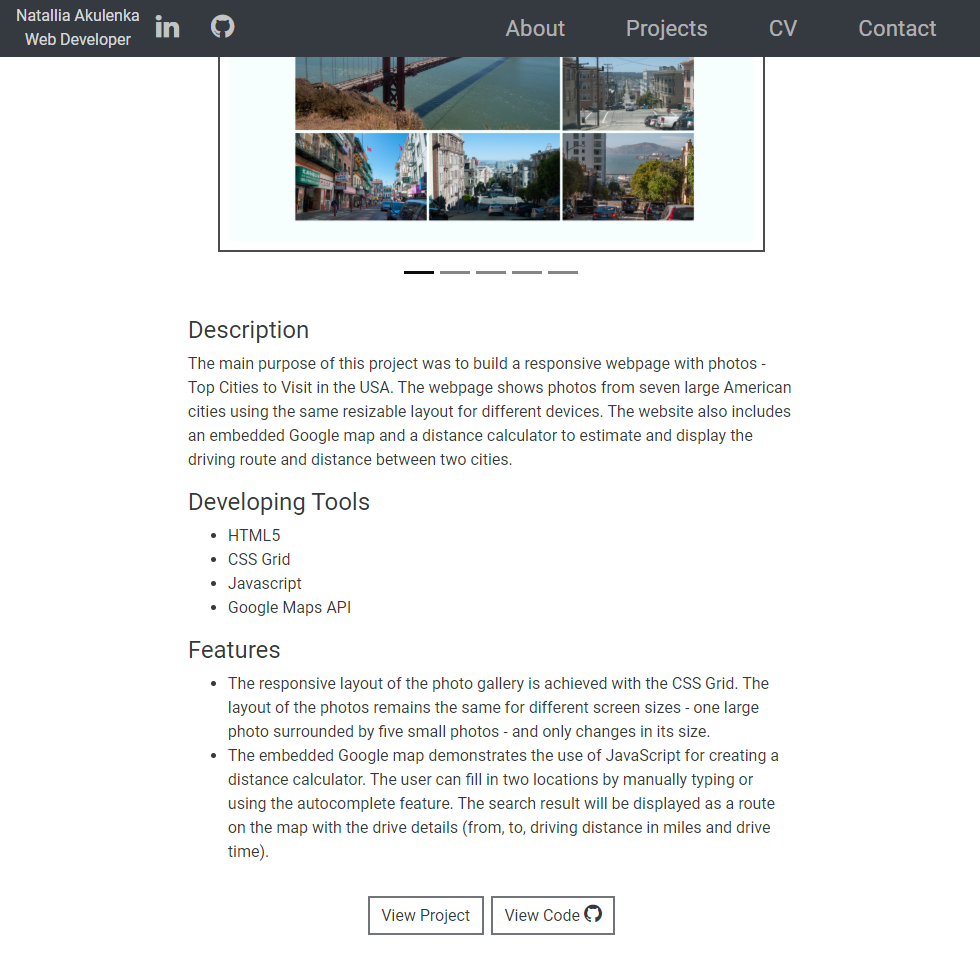 Natallia Akulenka
Web Developer
About Projects CV Contact
Description
The main purpose of this project was to build a responsive webpage with photos -
Top Cities to Visit in the USA. The webpage shows photos from seven large American
cities using the same resizable layout for different devices. The website also includes
an embedded Google map and a distance calculator to estimate and display the
driving route and distance between two cities.
Developing Tools
• HTML5
• CSS Grid
• Javascript
• Google Maps API
Features
• The responsive layout of the photo gallery is achieved with the CSS Grid. The
layout of the photos remains the same for different screen sizes - one large
photo surrounded by five small photos - and only changes in its size.
• The embedded Google map demonstrates the use of JavaScript for creating a
distance calculator. The user can fill in two locations by manually typing or
using the autocomplete feature. The search result will be displayed as a route
on the map with the drive details (from, to, driving distance in miles and drive
time).
View Project View Code